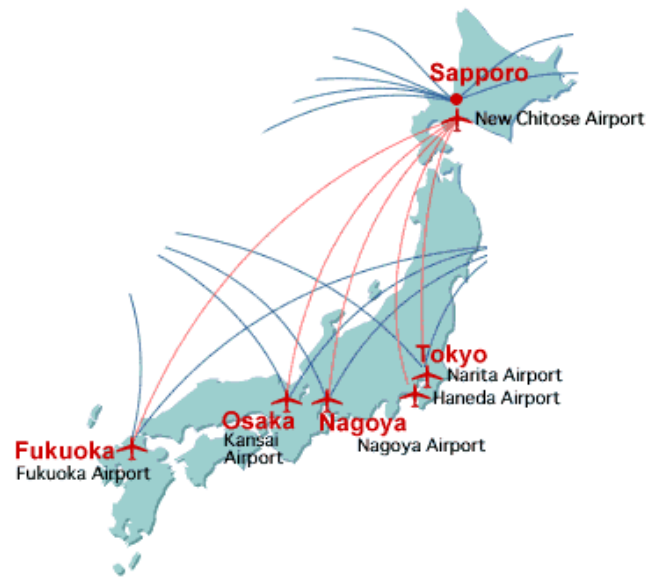 Sapporo
New Chitose Airport
Tokyo
Narita Airport
Haneda Airport
Osaka
Kansai
Airport
Nagoya
Nagoya Airport
Fukuoka
Fukuoka Airport